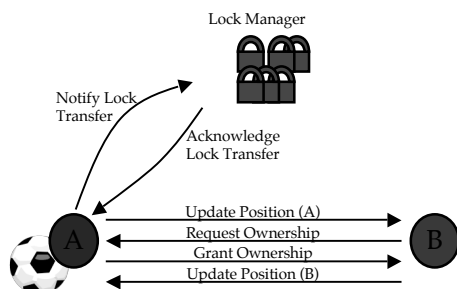 Lock Manager
Notify Lock
Transfer
Acknowledge
Lock Transfer
Update Position (A)
Request Ownership
Grant Ownership
Update Position (B)
A
B